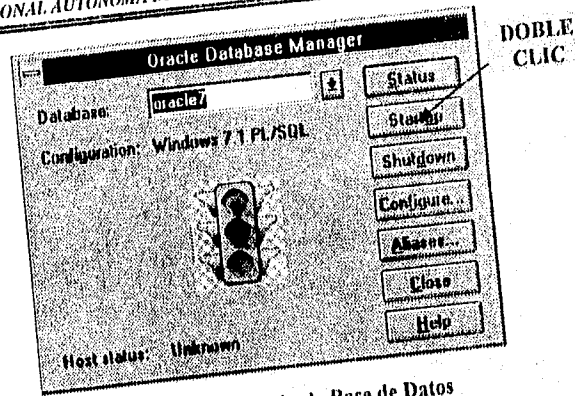 ONAL AUTÓNOMA
DOBLE
CLIC
Oracle Database Manager
Database: oracle7
Configuration: Windows 7.1 PL/SQL
Status
Startup
Shutdown
Configure...
Aliases...
Close
Help
Host status: Unknown
Base de Datos